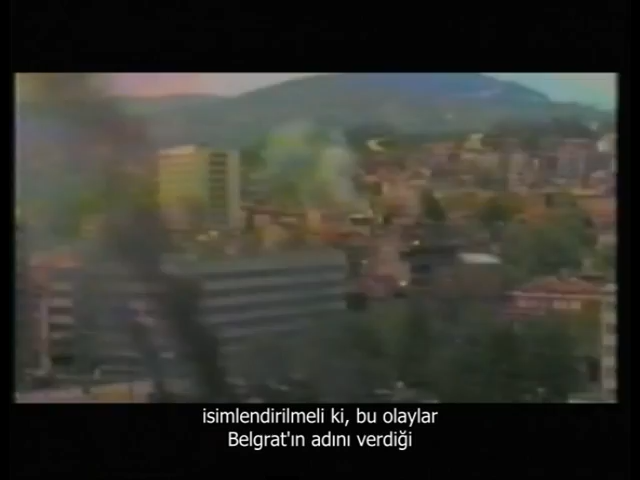 isimlendirilmeli ki, bu olaylar
Belgrat'ın adını verdiği